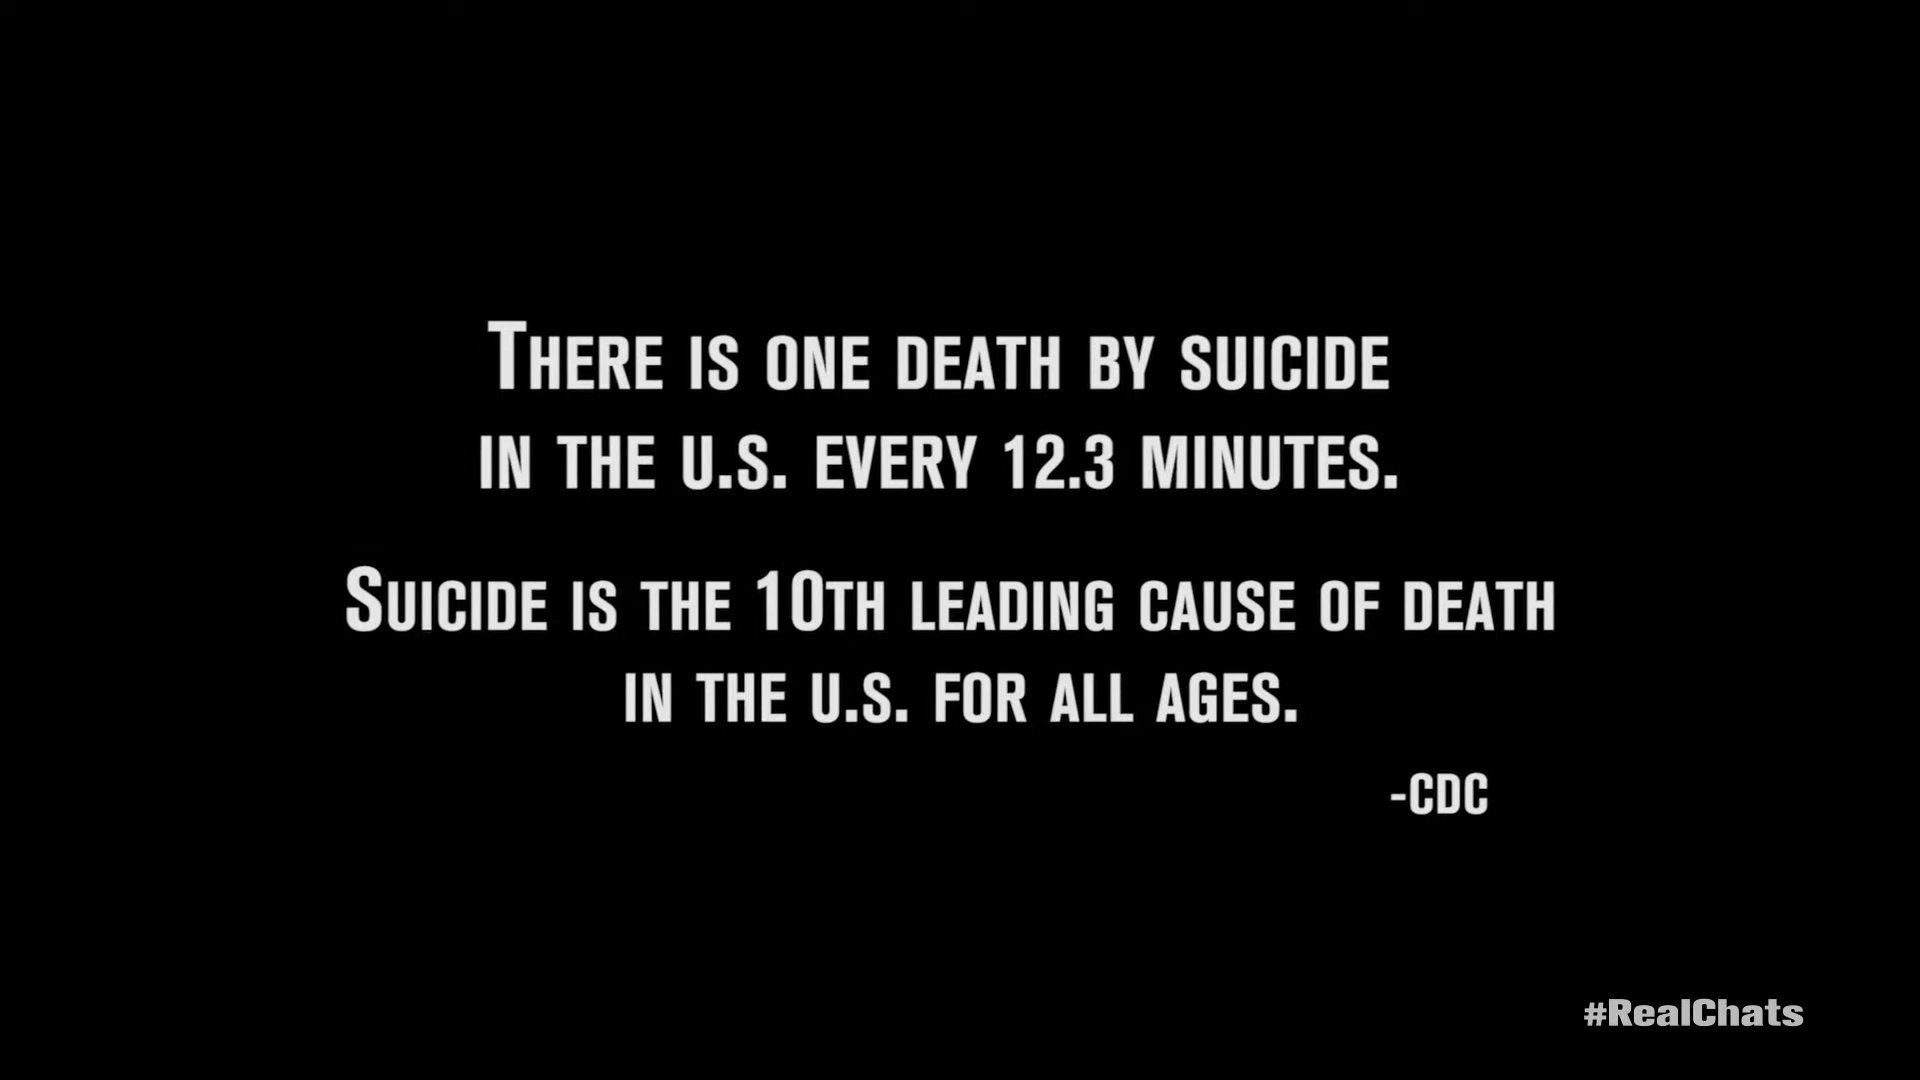 There is one death by suicide
in the U.S. every 12.3 minutes.
Suicide is the 10th leading cause of death
in the U.S. for all ages.
-CDC
#RealChats